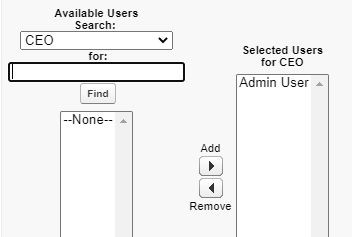 Available Users
Search:
CEO
for:
Find
--None--
Add
Remove
Selected Users
for CEO
Admin User